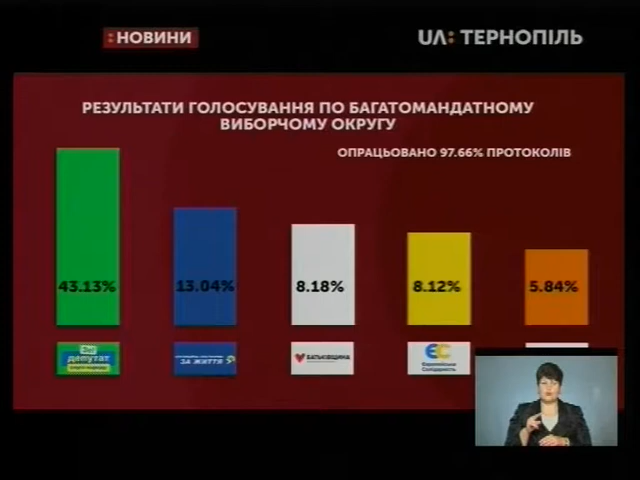 :НОВИНИ
UA: ТЕРНОПІЛЬ
РЕЗУЛЬТАТИ ГОЛОСУВАННЯ ПО БАГАТОМАНДАТНОМУ
ВИБОРЧОМУ ОКРУГУ
ОПРАЦЬОВАНО 97.66% ПРОТОКОЛІВ
43.13% 13.04% 8.18% 8.12% 5.84%
ЗЕ!
депутат
ЗА ЖИТТЯ
БАТЬКІВЩИНА
ЄС
Європейська
Солідарність